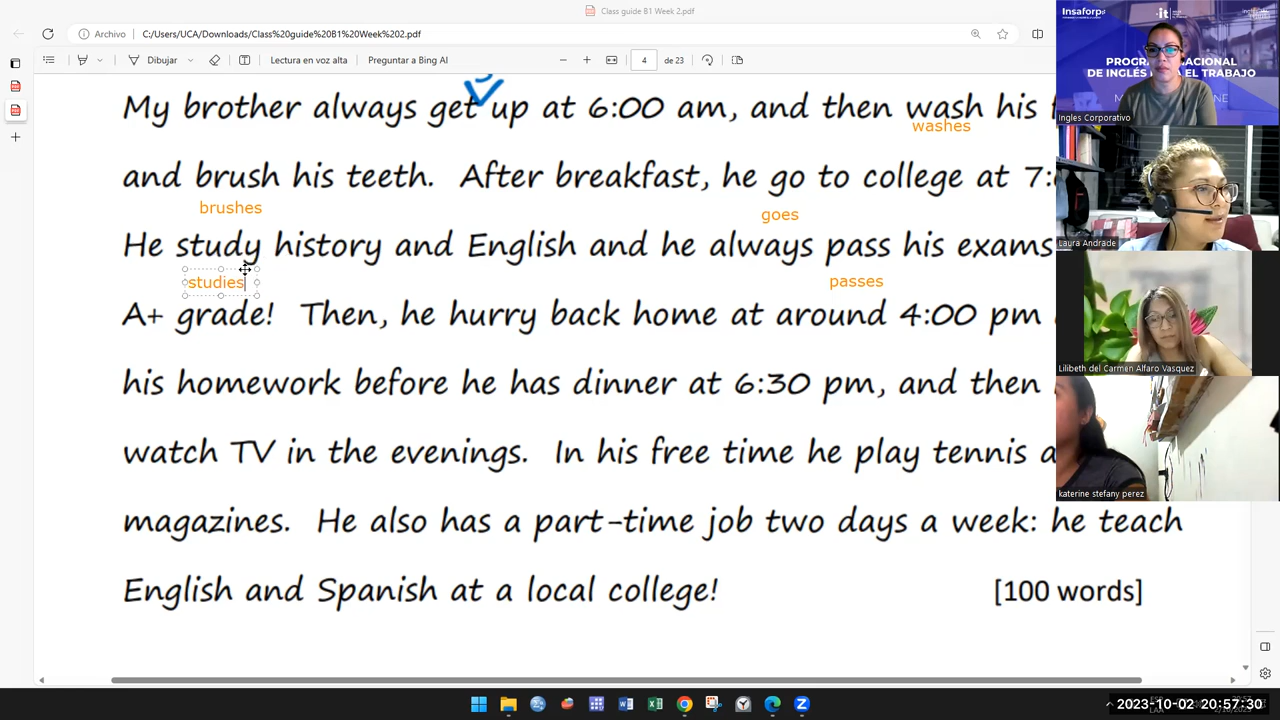 Class guide B1 Week 2.pdf
Archivo
C:/Users/UCA/Downloads/Class%20guide%20B1%20Week%202.pdf
Dibujar
Lectura en voz alta
Preguntar a Bing AI
4
de 23
My brother always get up at 6:00 am, and then wash his
washes
and brush his teeth. After breakfast, he go to college at 7:
brushes
goes
He study history and English and he always pass his exams
studies
passes
A+ grade! Then, he hurry back home at around 4:00 pm
his homework before he has dinner at 6:30 pm, and then
watch TV in the evenings. In his free time he play tennis
magazines. He also has a part-time job two days a week: he teach
English and Spanish at a local college!
[100 words]
Insaforp
.it
DE INGLÉS
EL TRABAJO
Ingles Corporativo
Laura Andrade
Lilibeth del Carmen Alfaro Vasquez
katerine stefany perez
2023-10-02 20:57:30